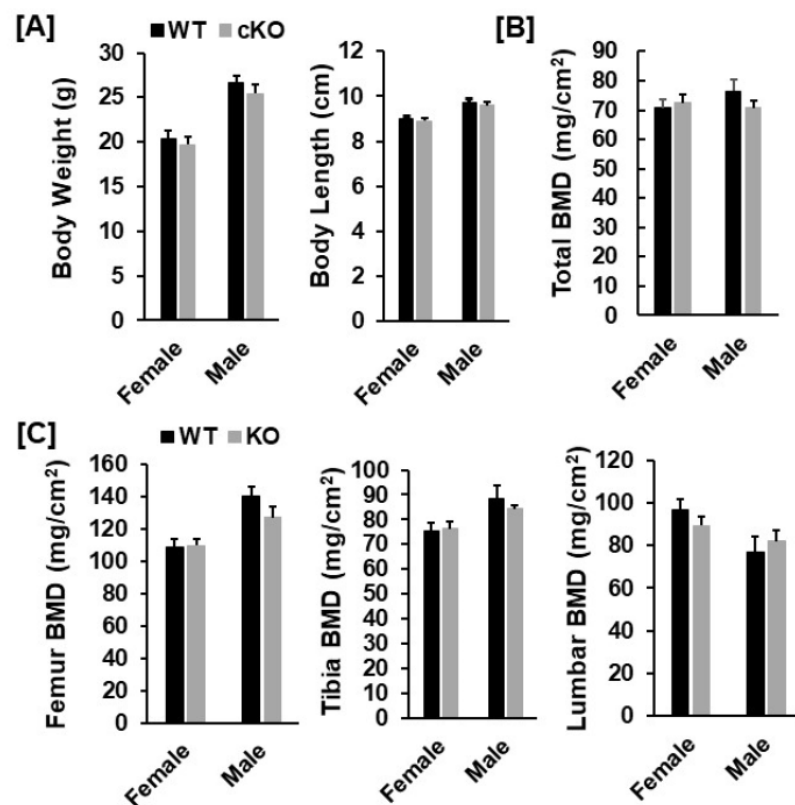 [A]
WT cKO
Body Weight (g)
30
25
20
15
10
5
0
Female
Male
Body Length (cm)
12
10
8
6
4
2
0
Female
Male
[B]
Total BMD (mg/cm²)
90
80
70
60
50
40
30
20
10
0
Female
Male
[C]
WT KO
Femur BMD (mg/cm²)
160
140
120
100
80
60
40
20
0
Female
Male
Tibia BMD (mg/cm²)
100
90
80
70
60
50
40
30
20
10
0
Female
Male
Lumbar BMD (mg/cm²)
120
100
80
60
40
20
0
Female
Male